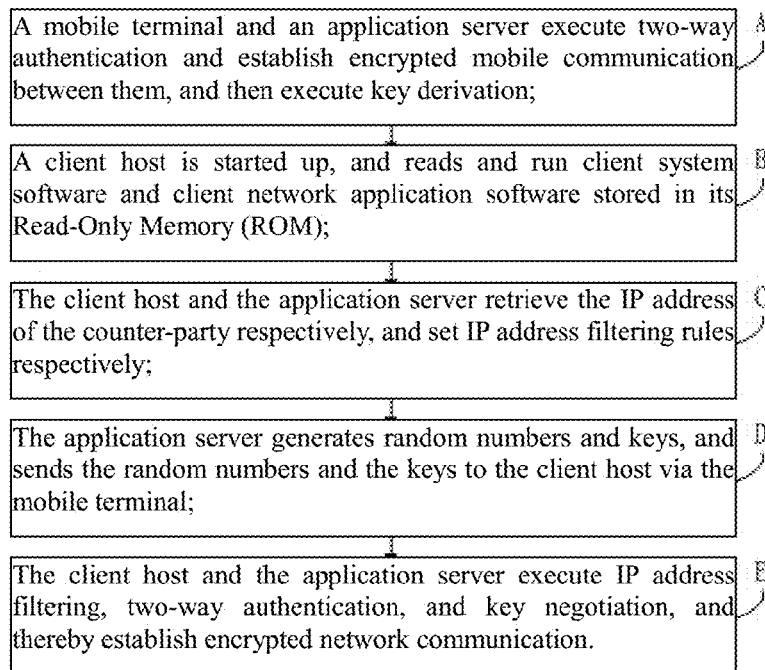 A mobile terminal and an application server execute two-way A
authentication and establish encrypted mobile communication
between them, and then execute key derivation;
A client host is started up, and reads and run client system B
software and client network application software stored in its
Read-Only Memory (ROM);
The client host and the application server retrieve the IP address C
of the counter-party respectively, and set IP address filtering rules
respectively;
The application server generates random numbers and keys, and D
sends the random numbers and the keys to the client host via the
mobile terminal;
The client host and the application server execute IP address E
filtering, two-way authentication, and key negotiation, and
thereby establish encrypted network communication.